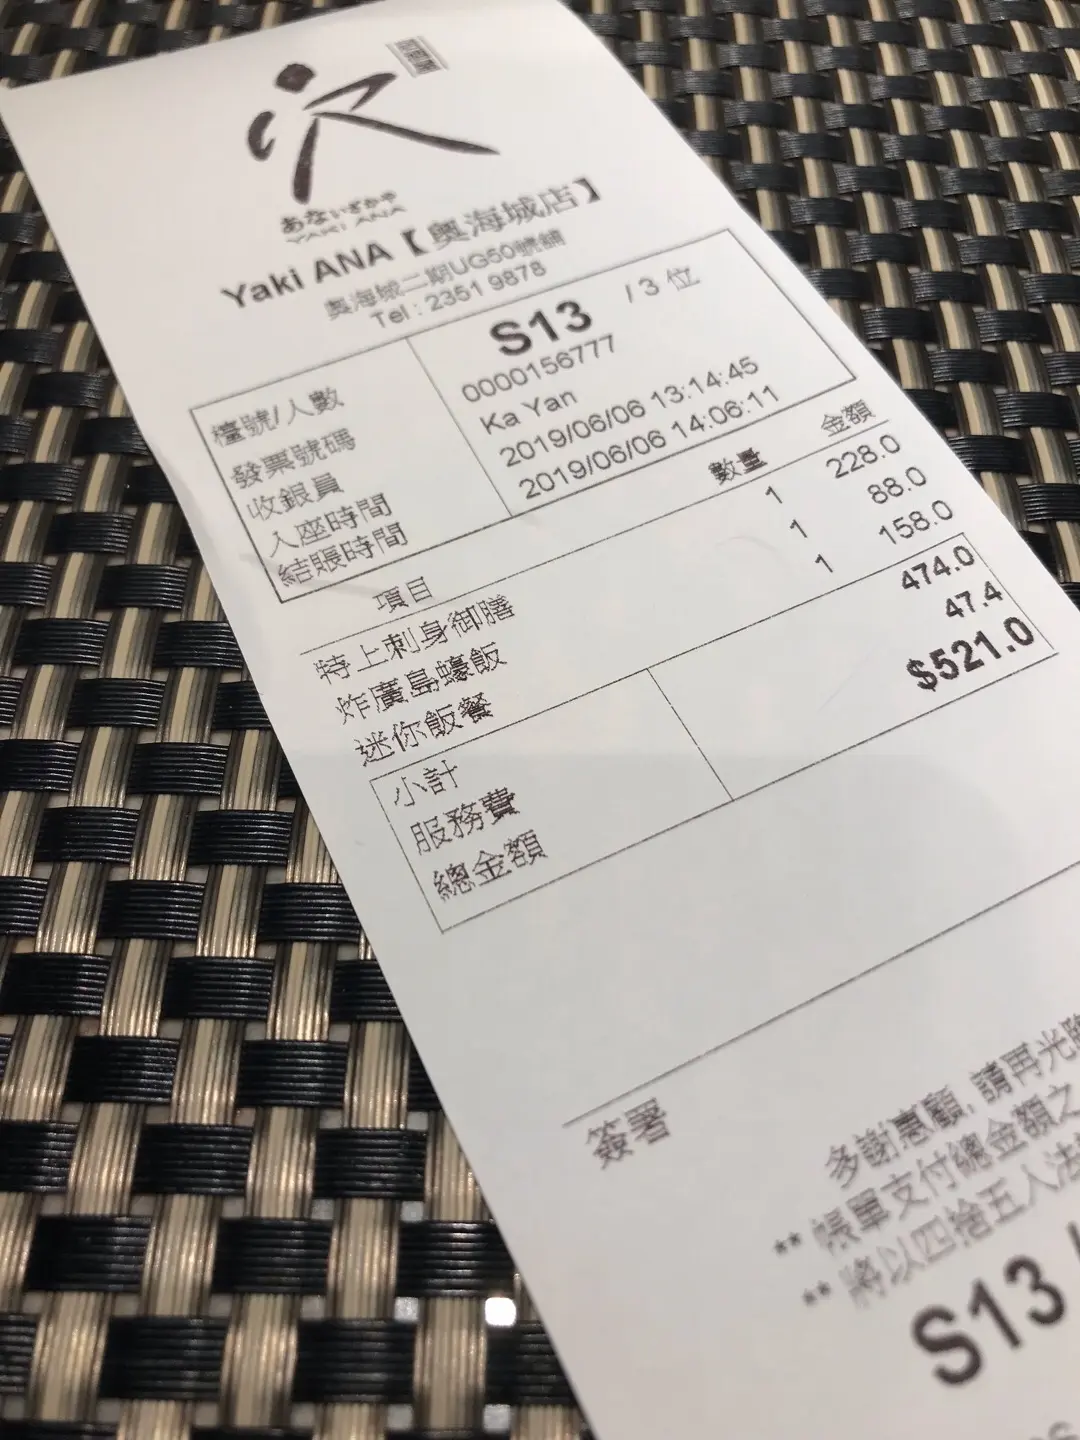 あないざかや
YAKI ANA
Yaki ANA【奧海城店】
奧海城二期UG50號舖
Tel : 2351 9878
檯號/人數 S13 / 3 位
發票號碼 0000156777
收銀員 Ka Yan
入座時間 2019/06/06 13:14:45
結賬時間 2019/06/06 14:06:11
項目 數量 金額
特上刺身御膳 1 228.0
炸廣島蠔飯 1 88.0
迷你飯餐 1 158.0
小計 474.0
服務費 47.4
總金額 $521.0
簽署
多謝惠顧, 請再光臨
** 帳單支付總金額之
** 將以四捨五入法
S13 /